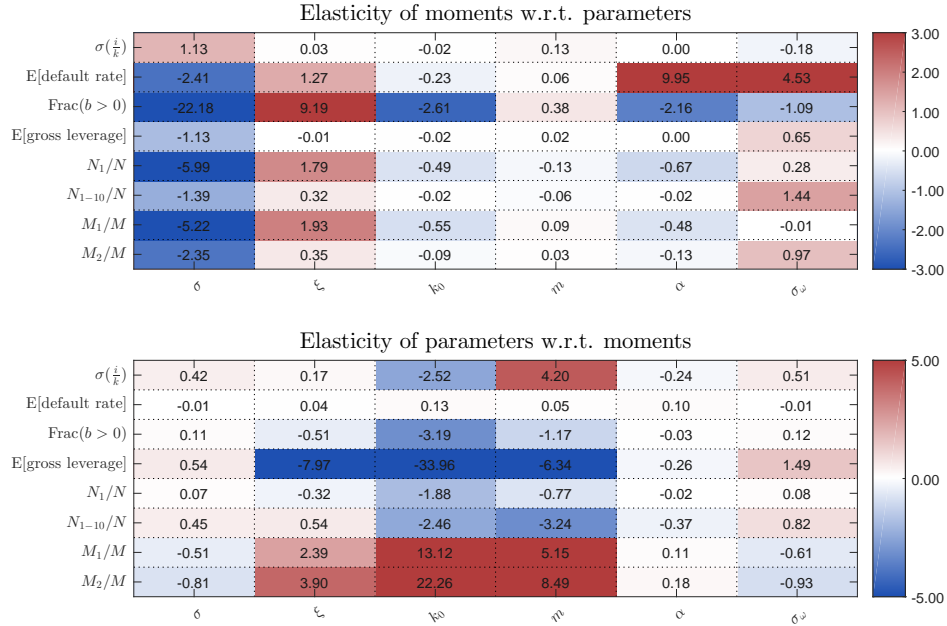 Elasticity of moments w.r.t. parameters
σ(i/k) 1.13 0.03 -0.02 0.13 0.00 -0.18
E[default rate] -2.41 1.27 -0.23 0.06 9.95 4.53
Frac(b > 0) -22.18 9.19 -2.61 0.38 -2.16 -1.09
E[gross leverage] -1.13 -0.01 -0.02 0.02 0.00 0.65
N₁/N -5.99 1.79 -0.49 -0.13 -0.67 0.28
N₁₋₁₀/N -1.39 0.32 -0.02 -0.06 -0.02 1.44
M₁/M -5.22 1.93 -0.55 0.09 -0.48 -0.01
M₂/M -2.35 0.35 -0.09 0.03 -0.13 0.97
σ ξ k₀ m α σ_ω
3.00
2.00
1.00
0.00
-1.00
-2.00
-3.00
Elasticity of parameters w.r.t. moments
σ(i/k) 0.42 0.17 -2.52 4.20 -0.24 0.51
E[default rate] -0.01 0.04 0.13 0.05 0.10 -0.01
Frac(b > 0) 0.11 -0.51 -3.19 -1.17 -0.03 0.12
E[gross leverage] 0.54 -7.97 -33.96 -6.34 -0.26 1.49
N₁/N 0.07 -0.32 -1.88 -0.77 -0.02 0.08
N₁₋₁₀/N 0.45 0.54 -2.46 -3.24 -0.37 0.82
M₁/M -0.51 2.39 13.12 5.15 0.11 -0.61
M₂/M -0.81 3.90 22.26 8.49 0.18 -0.93
σ ξ k₀ m α σ_ω
5.00
0.00
-5.00